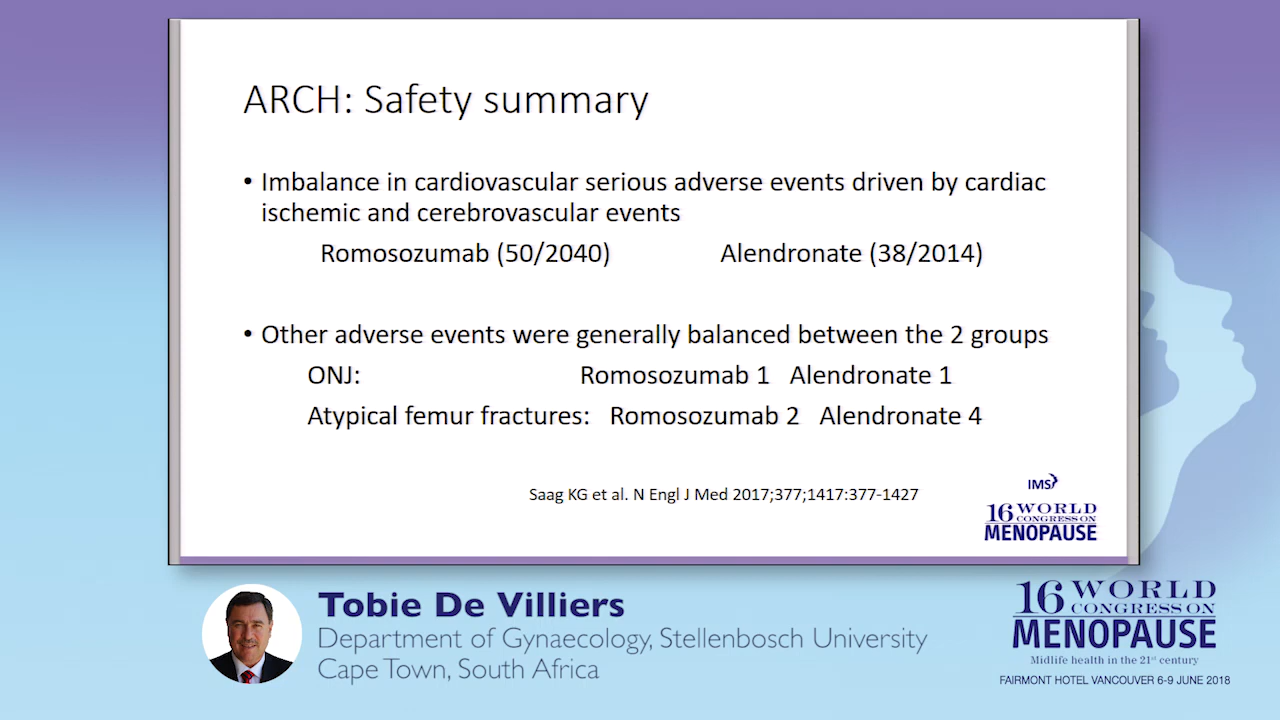 ARCH: Safety summary
• Imbalance in cardiovascular serious adverse events driven by cardiac
ischemic and cerebrovascular events
Romosozumab (50/2040) Alendronate (38/2014)
• Other adverse events were generally balanced between the 2 groups
ONJ: Romosozumab 1 Alendronate 1
Atypical femur fractures: Romosozumab 2 Alendronate 4
Saag KG et al. N Engl J Med 2017;377;1417:377-1427
IMS
16 WORLD
CONGRESS ON
MENOPAUSE
Tobie De Villiers
Department of Gynaecology, Stellenbosch University
Cape Town, South Africa
16 WORLD
CONGRESS ON
MENOPAUSE
Midlife health in the 21st century
FAIRMONT HOTEL VANCOUVER 6-9 JUNE 2018